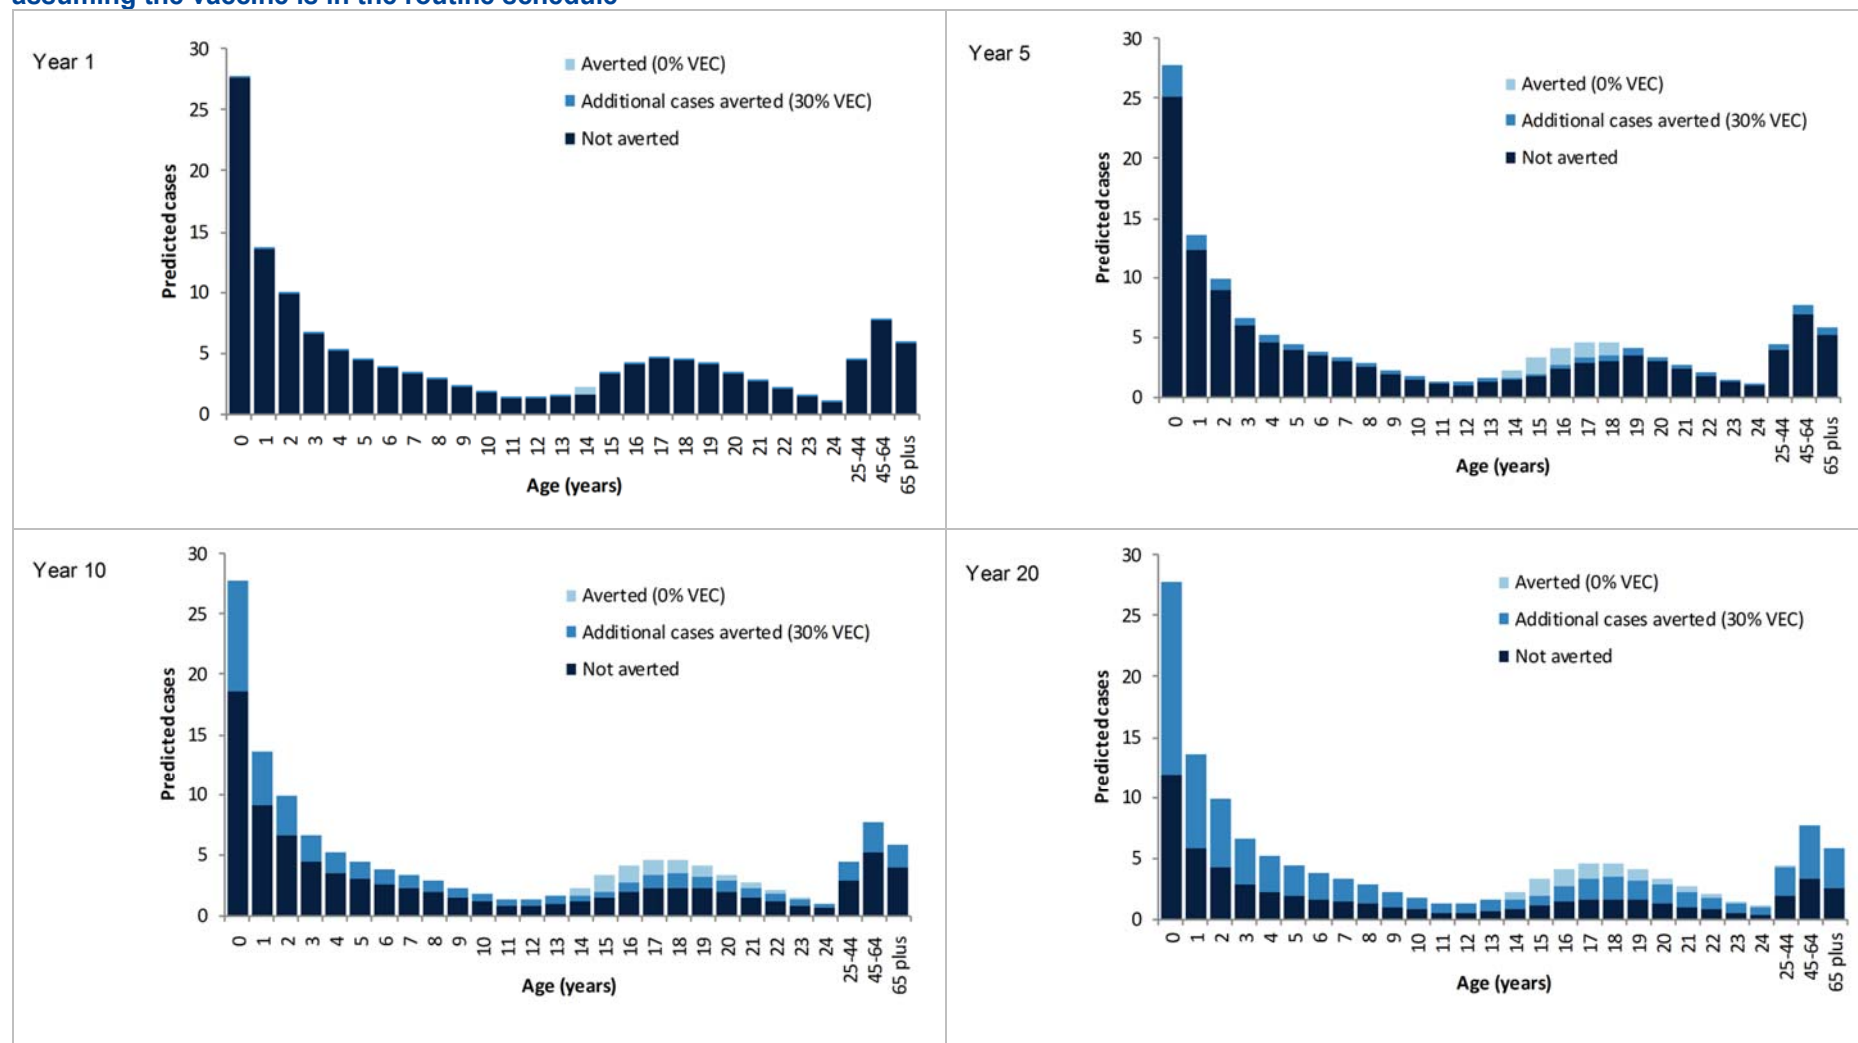 assuming the vaccine is in the routine schedule
Year 1
30
25
20
15
10
5
0
Predicted cases
Averted (0% VEC)
Additional cases averted (30% VEC)
Not averted
0 1 2 3 4 5 6 7 8 9 10 11 12 13 14 15 16 17 18 19 20 21 22 23 24 25-44 45-64 65 plus
Age (years)
Year 5
30
25
20
15
10
5
0
Predicted cases
Averted (0% VEC)
Additional cases averted (30% VEC)
Not averted
0 1 2 3 4 5 6 7 8 9 10 11 12 13 14 15 16 17 18 19 20 21 22 23 24 25-44 45-64 65 plus
Age (years)
Year 10
30
25
20
15
10
5
0
Predicted cases
Averted (0% VEC)
Additional cases averted (30% VEC)
Not averted
0 1 2 3 4 5 6 7 8 9 10 11 12 13 14 15 16 17 18 19 20 21 22 23 24 25-44 45-64 65 plus
Age (years)
Year 20
30
25
20
15
10
5
0
Predicted cases
Averted (0% VEC)
Additional cases averted (30% VEC)
Not averted
0 1 2 3 4 5 6 7 8 9 10 11 12 13 14 15 16 17 18 19 20 21 22 23 24 25-44 45-64 65 plus
Age (years)